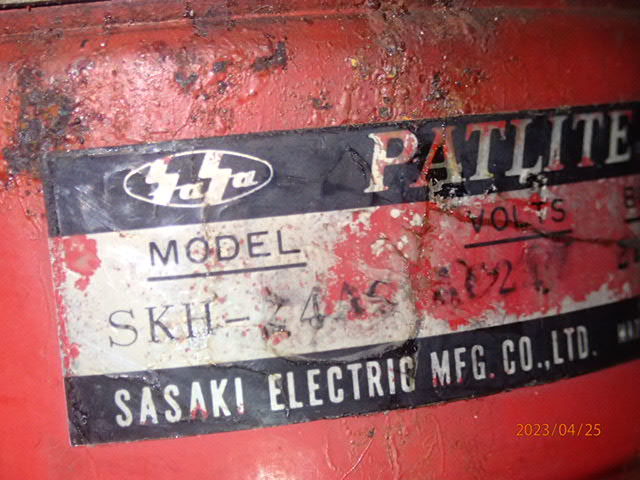 SaSa PATLITE
MODEL VOLTS
SKH-
SASAKI ELECTRIC MFG. CO., LTD.
2023/04/25